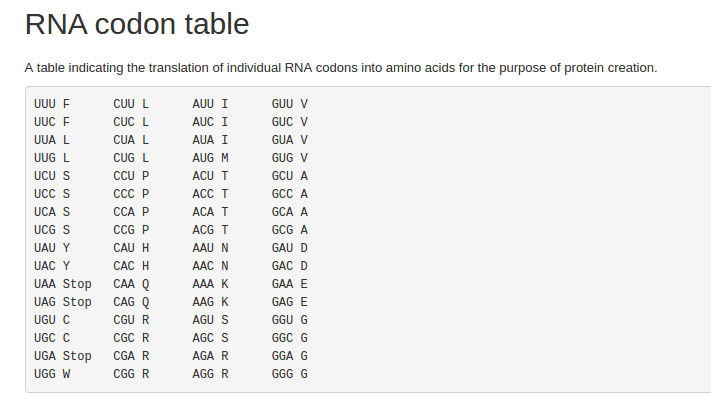 RNA codon table
A table indicating the translation of individual RNA codons into amino acids for the purpose of protein creation.
UUU F      CUU L      AUU I      GUU V
UUC F      CUC L      AUC I      GUC V
UUA L      CUA L      AUA I      GUA V
UUG L      CUG L      AUG M      GUG V
UCU S      CCU P      ACU T      GCU A
UCC S      CCC P      ACC T      GCC A
UCA S      CCA P      ACA T      GCA A
UCG S      CCG P      ACG T      GCG A
UAU Y      CAU H      AAU N      GAU D
UAC Y      CAC H      AAC N      GAC D
UAA Stop   CAA Q      AAA K      GAA E
UAG Stop   CAG Q      AAG K      GAG E
UGU C      CGU R      AGU S      GGU G
UGC C      CGC R      AGC S      GGC G
UGA Stop   CGA R      AGA R      GGA G
UGG W      CGG R      AGG R      GGG G